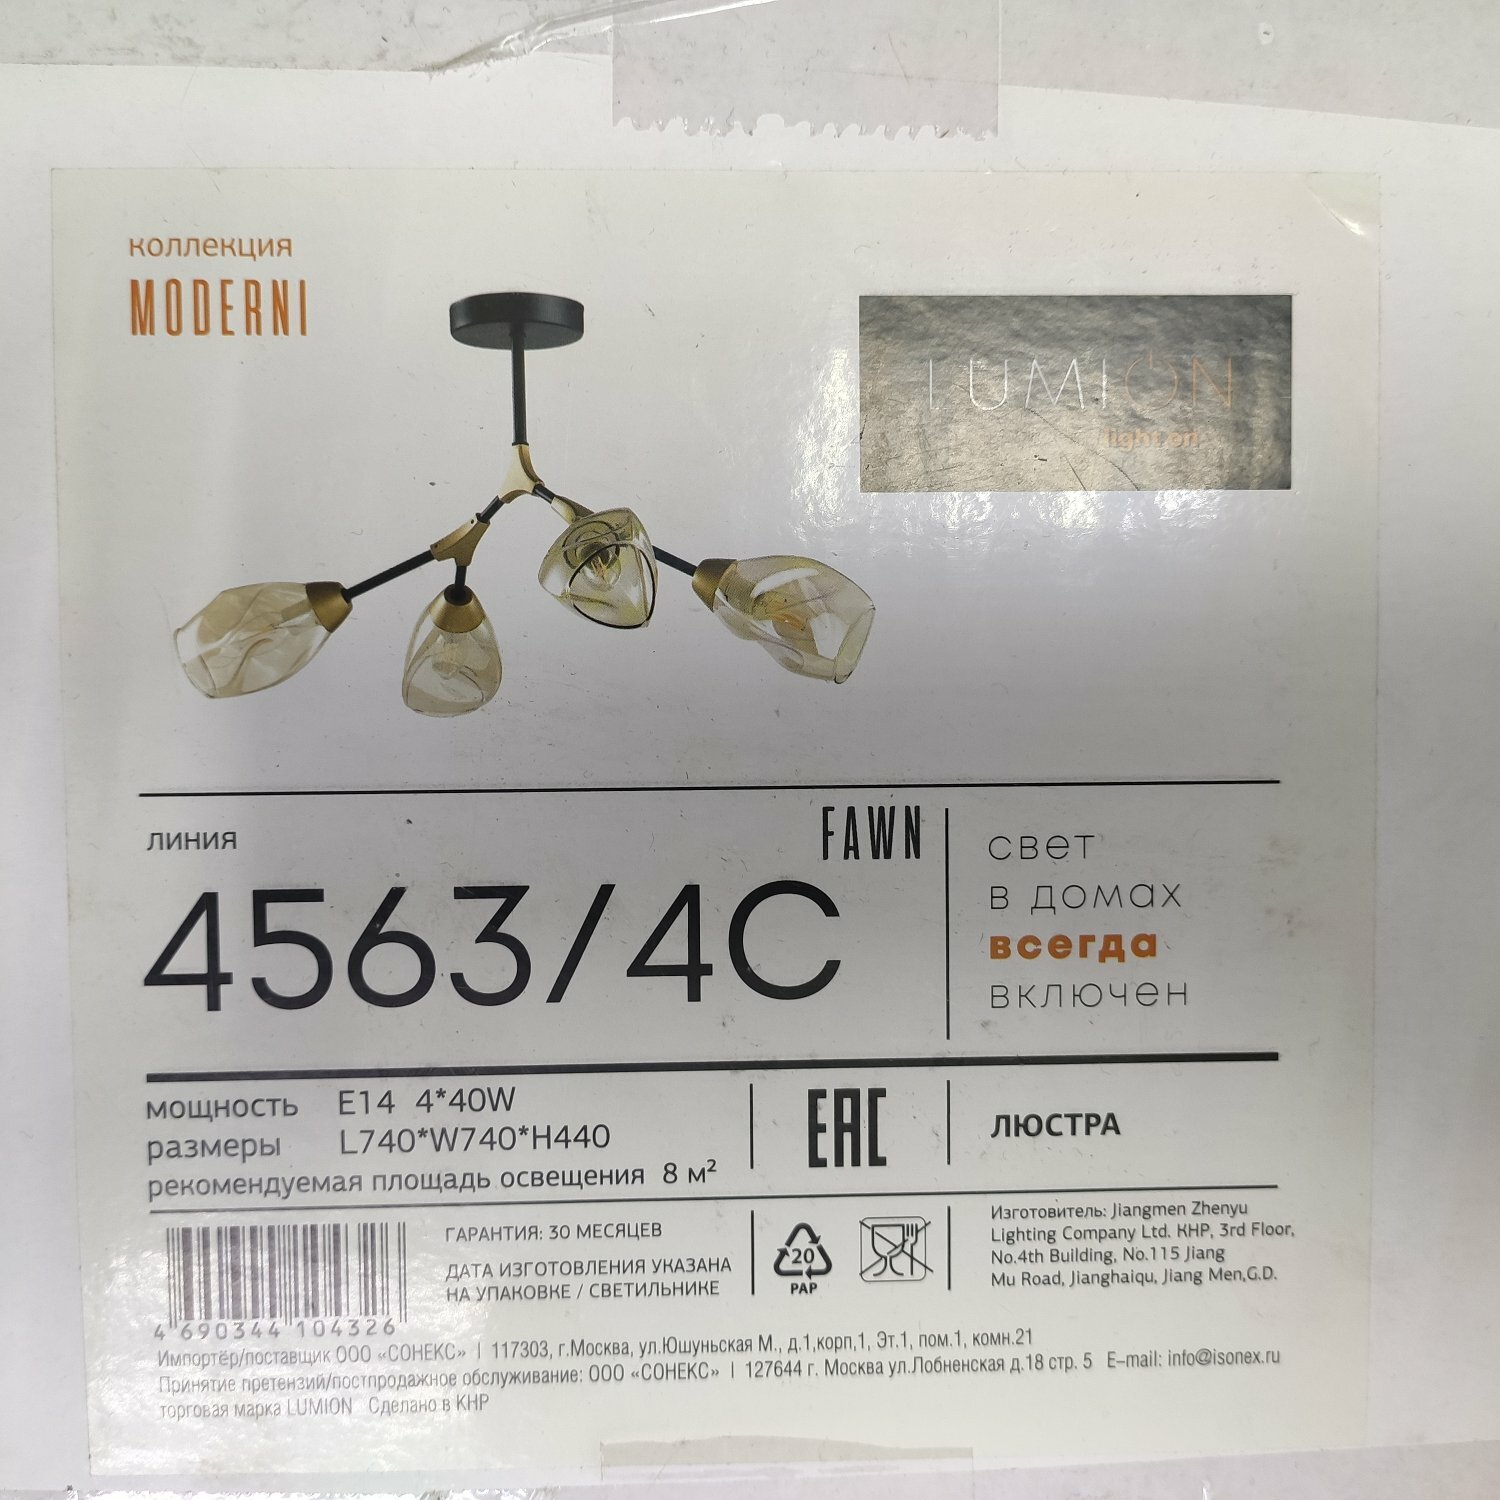 коллекция
MODERNI
LUMION
light on
ЛИНИЯ
FAWN
4563/4C
свет
в домах
всегда
включен
мощность E14 4*40W
размеры L740*W740*H440
рекомендуемая площадь освещения 8 м²
EAC
ЛЮСТРА
ГАРАНТИЯ: 30 МЕСЯЦЕВ
ДАТА ИЗГОТОВЛЕНИЯ УКАЗАНА
НА УПАКОВКЕ / СВЕТИЛЬНИКЕ
20
PAP
Изготовитель: Jiangmen Zhenyu
Lighting Company Ltd. КНР, 3rd Floor,
No.4th Building, No.115 Jiang
Mu Road, Jianghaiqu, Jiang Men,G.D.
4 690344 104326
Импортёр/поставщик ООО «СОНЕКС» | 117303, г.Москва, ул.Юшуньская М., д.1,корп.1, Эт.1, пом.1, комн.21
Принятие претензий/постпродажное обслуживание: ООО «СОНЕКС» | 127644 г. Москва ул.Лобненская д.18 стр. 5 E-mail: info@isonex.ru
торговая марка LUMION Сделано в КНР